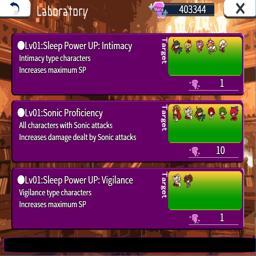 Laboratory
403344
Lv01:Sleep Power UP: Intimacy
Intimacy type characters
Increases maximum SP
Target
1
Lv01:Sonic Proficiency
All characters with Sonic attacks
Increases damage dealt by Sonic attacks
Target
10
Lv01:Sleep Power UP: Vigilance
Vigilance type characters
Increases maximum SP
Target
1